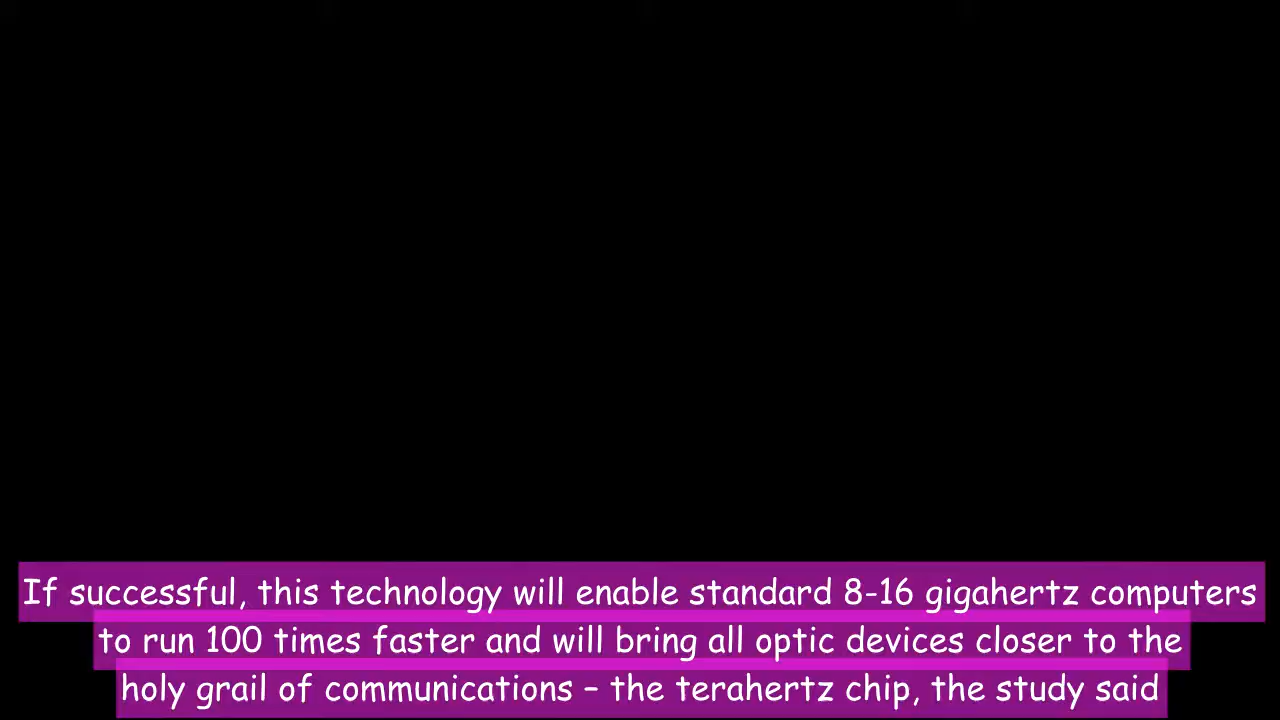 If successful, this technology will enable standard 8-16 gigahertz computers
to run 100 times faster and will bring all optic devices closer to the
holy grail of communications – the terahertz chip, the study said